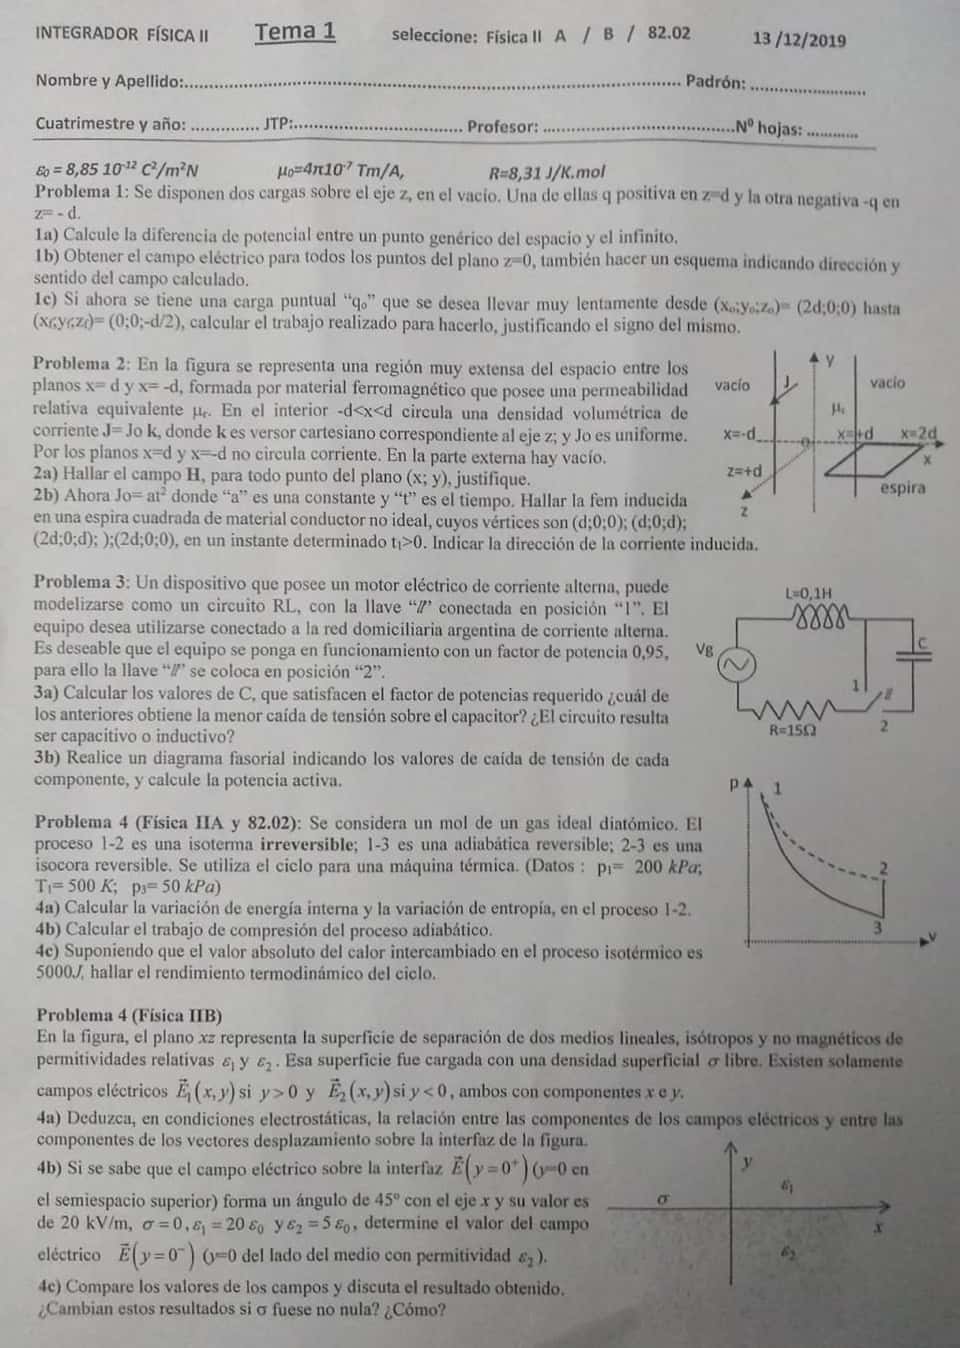 INTEGRADOR FÍSICA II Tema 1 seleccione: Física II A / B / 82.02 13 /12/2019
Nombre y Apellido:........................................ Padrón: ....................
Cuatrimestre y año: ............. JTP:.............................. Profesor: .................................Nº hojas: ..........
ε₀ = 8,85 10⁻¹² C²/m²N μ₀=4π10⁻⁷ Tm/A, R=8,31 J/K.mol
Problema 1: Se disponen dos cargas sobre el eje z, en el vacío. Una de ellas q positiva en z=d y la otra negativa -q en
z= - d.
1a) Calcule la diferencia de potencial entre un punto genérico del espacio y el infinito.
1b) Obtener el campo eléctrico para todos los puntos del plano z=0, también hacer un esquema indicando dirección y
sentido del campo calculado.
1c) Si ahora se tiene una carga puntual “qₒ” que se desea llevar muy lentamente desde (xₒ;yₒ;zₒ)= (2d;0;0) hasta
(x_f;y_f;z_f)= (0;0;-d/2), calcular el trabajo realizado para hacerlo, justificando el signo del mismo.
Problema 2: En la figura se representa una región muy extensa del espacio entre los
planos x= d y x= -d, formada por material ferromagnético que posee una permeabilidad
relativa equivalente μᵣ. En el interior -d<x<d circula una densidad volumétrica de
corriente J= Jo k, donde k es versor cartesiano correspondiente al eje z; y Jo es uniforme.
Por los planos x=d y x=-d no circula corriente. En la parte externa hay vacío.
2a) Hallar el campo H, para todo punto del plano (x; y), justifique.
2b) Ahora Jo= at² donde “a” es una constante y “t” es el tiempo. Hallar la fem inducida
en una espira cuadrada de material conductor no ideal, cuyos vértices son (d;0;0); (d;0;d);
(2d;0;d); );(2d;0;0), en un instante determinado t₁>0. Indicar la dirección de la corriente inducida.
y
vacío
J
vacío
μᵣ
x=-d
0
x=+d
x=2d
x
z=+d
espira
z
Problema 3: Un dispositivo que posee un motor eléctrico de corriente alterna, puede
modelizarse como un circuito RL, con la llave “//” conectada en posición “1”. El
equipo desea utilizarse conectado a la red domiciliaria argentina de corriente alterna.
Es deseable que el equipo se ponga en funcionamiento con un factor de potencia 0,95,
para ello la llave “//” se coloca en posición “2”.
3a) Calcular los valores de C, que satisfacen el factor de potencias requerido ¿cuál de
los anteriores obtiene la menor caída de tensión sobre el capacitor? ¿El circuito resulta
ser capacitivo o inductivo?
3b) Realice un diagrama fasorial indicando los valores de caída de tensión de cada
componente, y calcule la potencia activa.
L=0,1H
Vg
C
1
//
2
R=15Ω
Problema 4 (Física IIA y 82.02): Se considera un mol de un gas ideal diatómico. El
proceso 1-2 es una isoterma irreversible; 1-3 es una adiabática reversible; 2-3 es una
isocora reversible. Se utiliza el ciclo para una máquina térmica. (Datos : p₁= 200 kPa;
T₁= 500 K; p₃= 50 kPa)
4a) Calcular la variación de energía interna y la variación de entropía, en el proceso 1-2.
4b) Calcular el trabajo de compresión del proceso adiabático.
4c) Suponiendo que el valor absoluto del calor intercambiado en el proceso isotérmico es
5000J, hallar el rendimiento termodinámico del ciclo.
p
1
2
3
v
Problema 4 (Física IIB)
En la figura, el plano xz representa la superficie de separación de dos medios lineales, isótropos y no magnéticos de
permitividades relativas ε₁ y ε₂. Esa superficie fue cargada con una densidad superficial σ libre. Existen solamente
campos eléctricos E⃗₁(x,y) si y>0 y E⃗₂(x,y) si y<0, ambos con componentes x e y.
4a) Deduzca, en condiciones electrostáticas, la relación entre las componentes de los campos eléctricos y entre las
componentes de los vectores desplazamiento sobre la interfaz de la figura.
4b) Si se sabe que el campo eléctrico sobre la interfaz E⃗(y=0⁺) (y=0 en
el semiespacio superior) forma un ángulo de 45º con el eje x y su valor es
de 20 kV/m, σ=0, ε₁=20 ε₀ y ε₂=5 ε₀, determine el valor del campo
eléctrico E⃗(y=0⁻) (y=0 del lado del medio con permitividad ε₂).
4c) Compare los valores de los campos y discuta el resultado obtenido.
¿Cambian estos resultados si σ fuese no nula? ¿Cómo?
y
ε₁
σ
x
ε₂